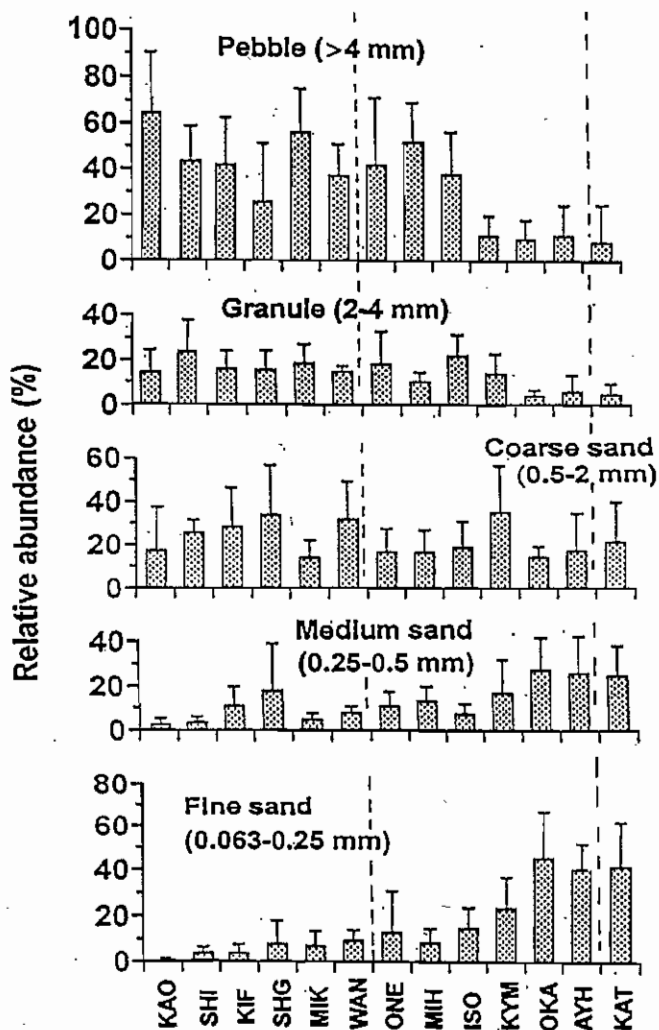 Relative abundance (%)
Pebble (>4 mm)
100
80
60
40
20
0
Granule (2-4 mm)
40
20
0
Coarse sand
(0.5-2 mm)
60
40
20
0
Medium sand
(0.25-0.5 mm)
40
20
0
Fine sand
(0.063-0.25 mm)
80
60
40
20
0
KAO SHI KIF SHG MIK WAN ONE MIH ISO KYM OKA AYH KAT